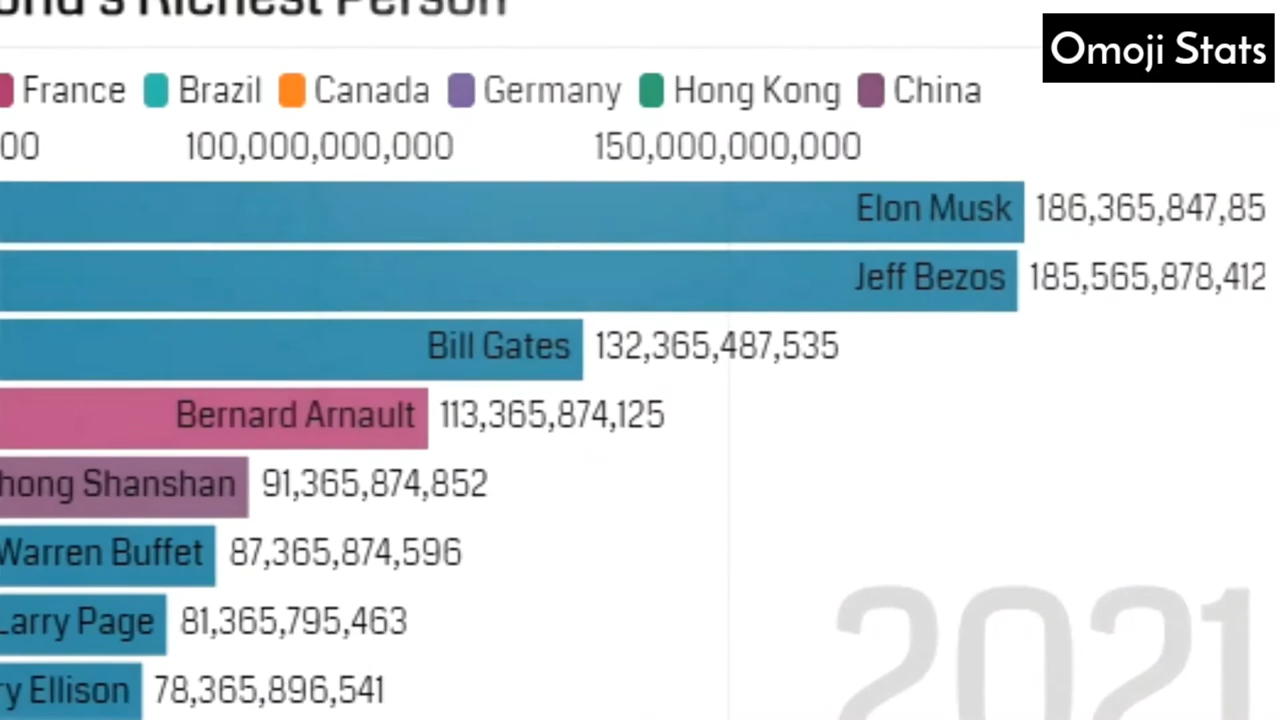 orld's Richest Person
Omoji Stats
France Brazil Canada Germany Hong Kong China
00 100,000,000,000 150,000,000,000
Elon Musk 186,365,847,85
Jeff Bezos 185,565,878,412
Bill Gates 132,365,487,535
Bernard Arnault 113,365,874,125
hong Shanshan 91,365,874,852
Warren Buffet 87,365,874,596
Larry Page 81,365,795,463
ry Ellison 78,365,896,541
2021